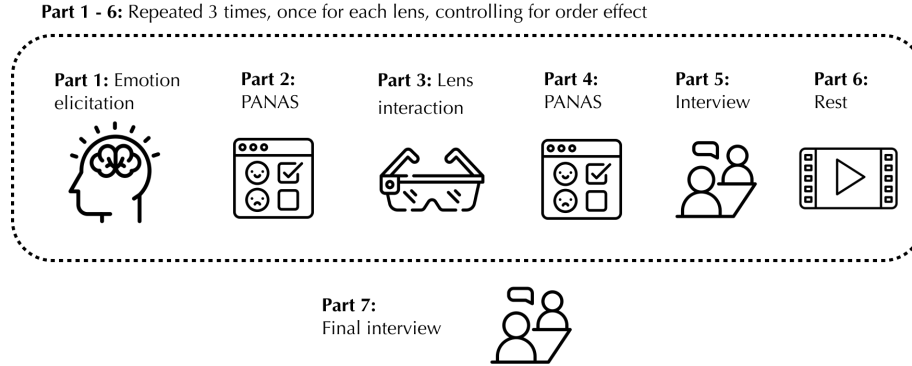 Part 1 - 6: Repeated 3 times, once for each lens, controlling for order effect
Part 1: Emotion
elicitation
Part 2:
PANAS
Part 3: Lens
interaction
Part 4:
PANAS
Part 5:
Interview
Part 6:
Rest
Part 7:
Final interview